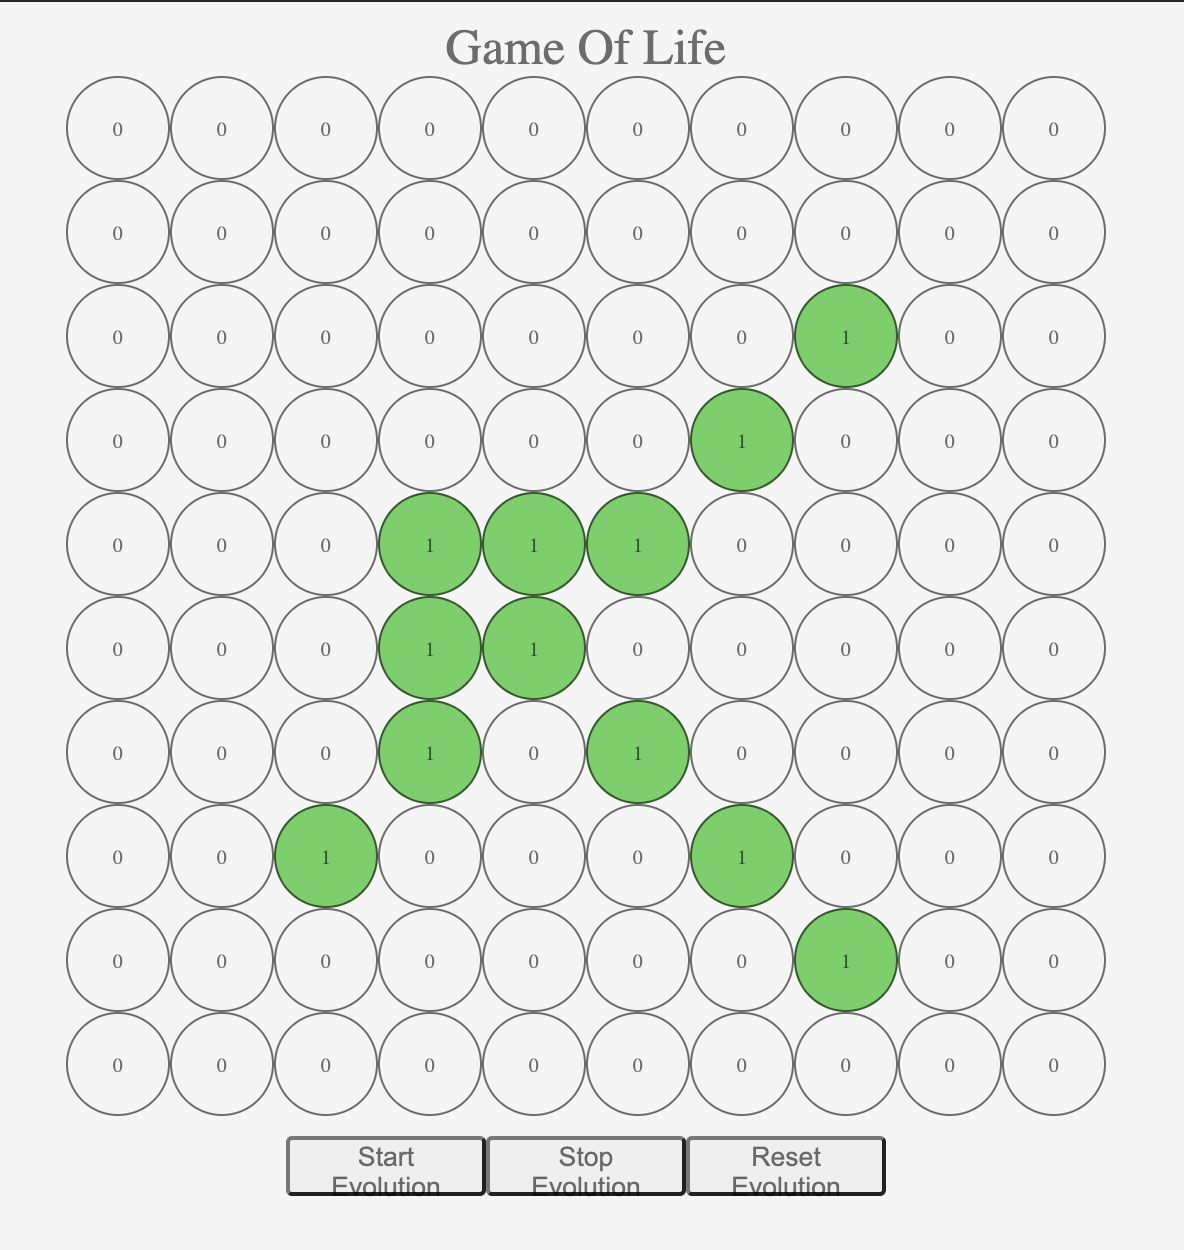 Game Of Life
0 0 0 0 0 0 0 0 0 0
0 0 0 0 0 0 0 0 0 0
0 0 0 0 0 0 0 1 0 0
0 0 0 0 0 0 1 0 0 0
0 0 0 1 1 1 0 0 0 0
0 0 0 1 1 0 0 0 0 0
0 0 0 1 0 1 0 0 0 0
0 0 1 0 0 0 1 0 0 0
0 0 0 0 0 0 0 1 0 0
0 0 0 0 0 0 0 0 0 0
Start
Evolution
Stop
Evolution
Reset
Evolution